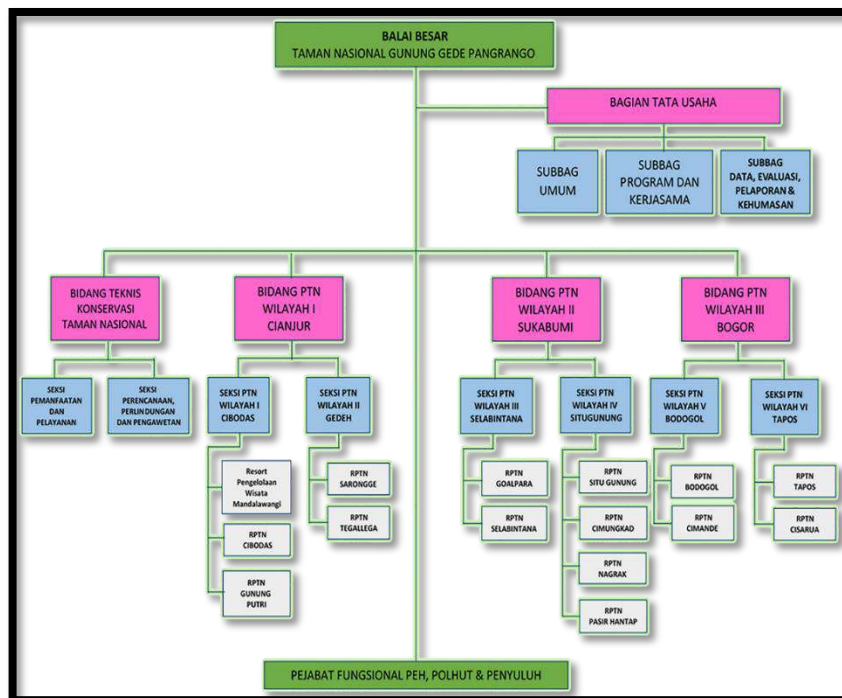 BALAI BESAR
TAMAN NASIONAL GUNUNG GEDE PANGRANGO
BAGIAN TATA USAHA
SUBBAG
UMUM
SUBBAG
PROGRAM DAN
KERJASAMA
SUBBAG
DATA, EVALUASI,
PELAPORAN &
KEHUMASAN
BIDANG TEKNIS
KONSERVASI
TAMAN NASIONAL
BIDANG PTN
WILAYAH I
CIANJUR
BIDANG PTN
WILAYAH II
SUKABUMI
BIDANG PTN
WILAYAH III
BOGOR
SEKSI
PEMANFAATAN
DAN
PELAYANAN
SEKSI
PERENCANAAN,
PERLINDUNGAN
DAN PENGAWETAN
SEKSI PTN
WILAYAH I
CIBODAS
SEKSI PTN
WILAYAH II
GEDEH
SEKSI PTN
WILAYAH III
SELABINTANA
SEKSI PTN
WILAYAH IV
SITUGUNUNG
SEKSI PTN
WILAYAH V
BODOGOL
SEKSI PTN
WILAYAH VI
TAPOS
Resort
Pengelolaan
Wisata
Mandalawangi
RPTN
CIBODAS
RPTN
GUNUNG
PUTRI
RPTN
SARONGGE
RPTN
TEGALLEGA
RPTN
GOALPARA
RPTN
SELABINTANA
RPTN
SITU GUNUNG
RPTN
CIMUNGKAD
RPTN
NAGRAK
RPTN
PASIR HANTAP
RPTN
BODOGOL
RPTN
CIMANDE
RPTN
TAPOS
RPTN
CISARUA
PEJABAT FUNGSIONAL PEH, POLHUT & PENYULUH